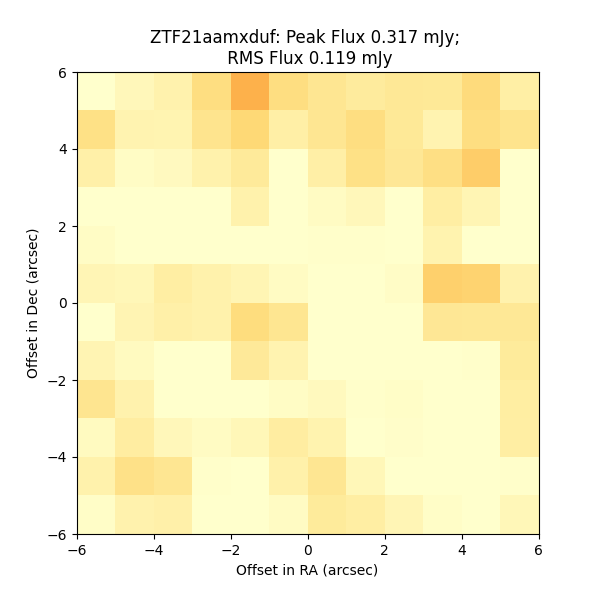 ZTF21aamxduf: Peak Flux 0.317 mJy;
RMS Flux 0.119 mJy
6
4
2
0
−2
−4
−6
Offset in Dec (arcsec)
−6 −4 −2 0 2 4 6
Offset in RA (arcsec)